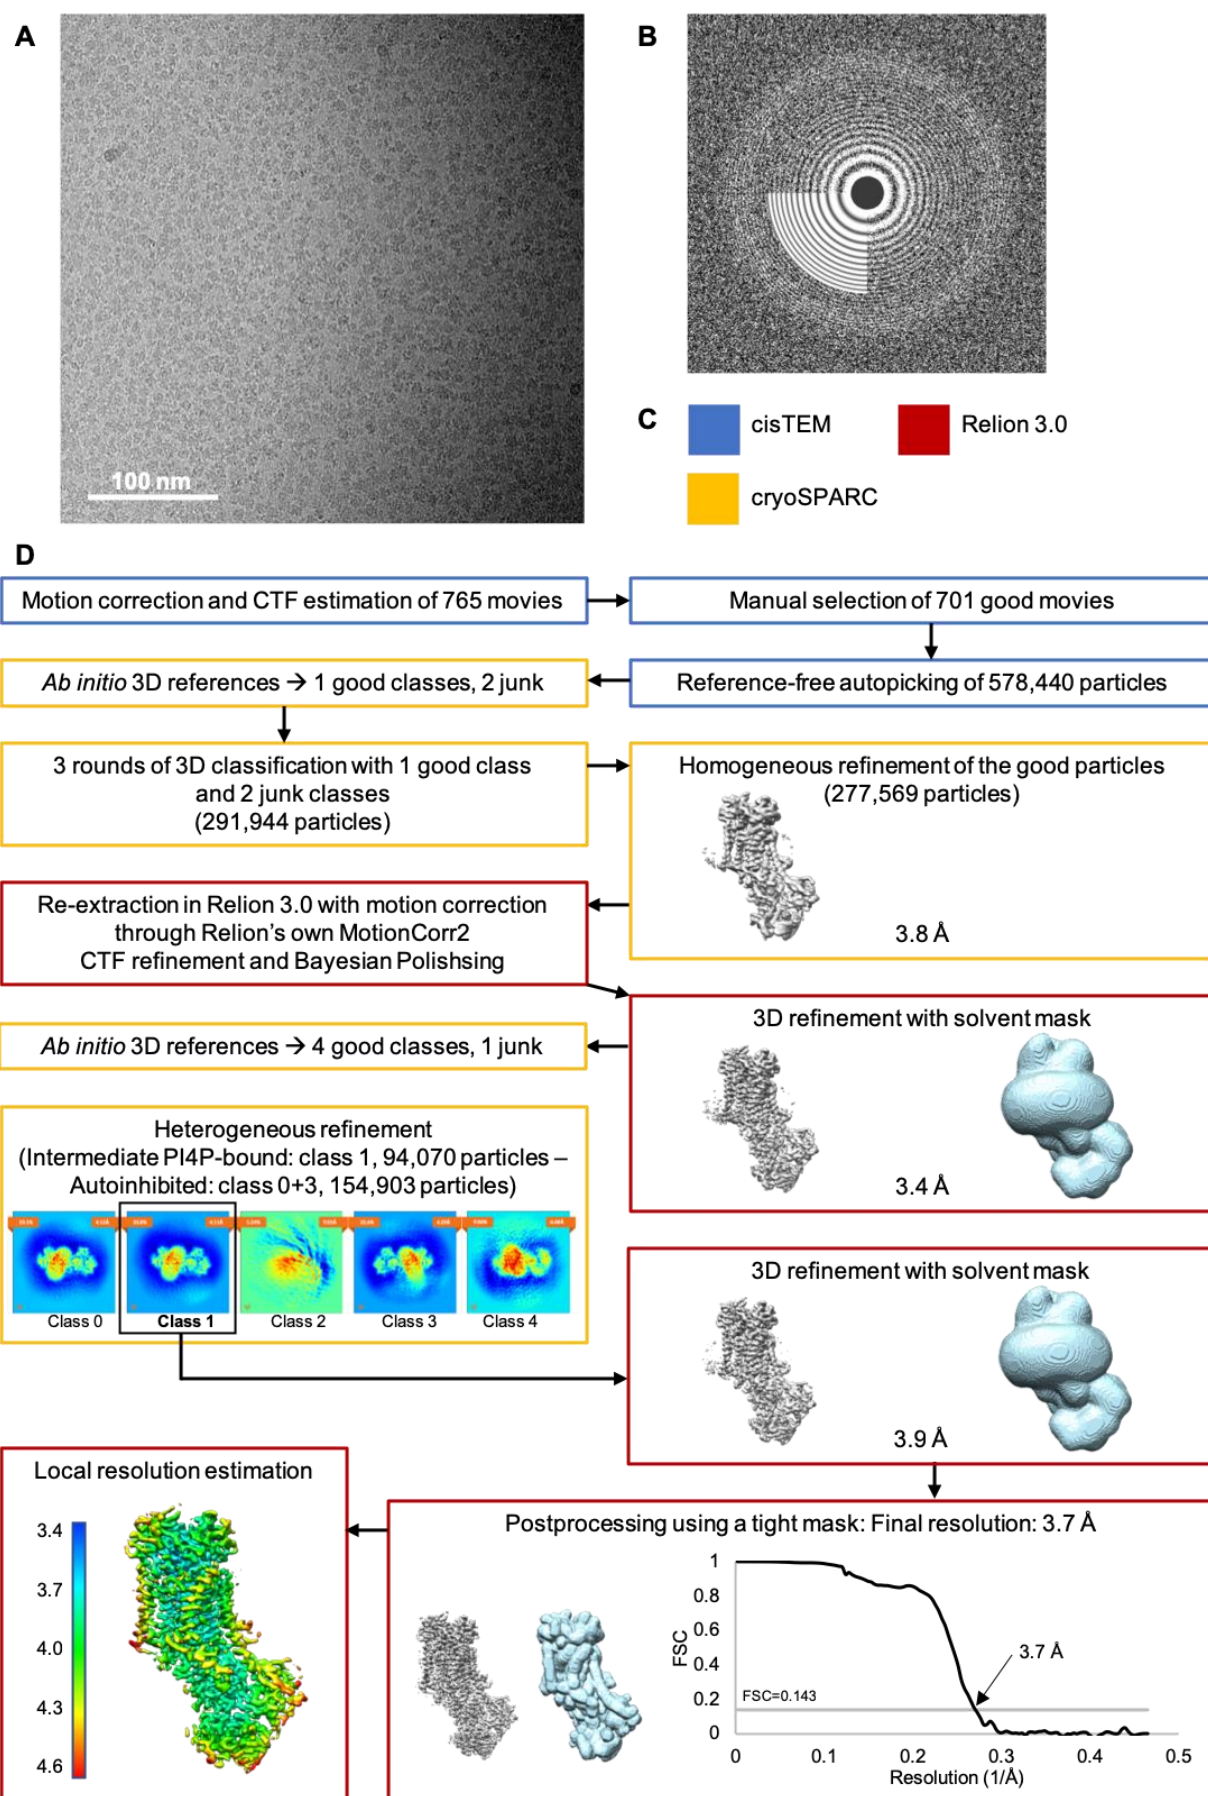 A
B
100 nm
C
cisTEM
Relion 3.0
cryoSPARC
D
Motion correction and CTF estimation of 765 movies
Manual selection of 701 good movies
Ab initio 3D references → 1 good classes, 2 junk
Reference-free autopicking of 578,440 particles
3 rounds of 3D classification with 1 good class
and 2 junk classes
(291,944 particles)
Homogeneous refinement of the good particles
(277,569 particles)
3.8 Å
Re-extraction in Relion 3.0 with motion correction
through Relion's own MotionCorr2
CTF refinement and Bayesian Polishsing
3D refinement with solvent mask
3.4 Å
Ab initio 3D references → 4 good classes, 1 junk
Heterogeneous refinement
(Intermediate PI4P-bound: class 1, 94,070 particles –
Autoinhibited: class 0+3, 154,903 particles)
Class 0
Class 1
Class 2
Class 3
Class 4
3D refinement with solvent mask
3.9 Å
Local resolution estimation
3.4
3.7
4.0
4.3
4.6
Postprocessing using a tight mask: Final resolution: 3.7 Å
FSC
1
0.8
0.6
0.4
0.2
0
3.7 Å
FSC=0.143
0
0.1
0.2
0.3
0.4
0.5
Resolution (1/Å)